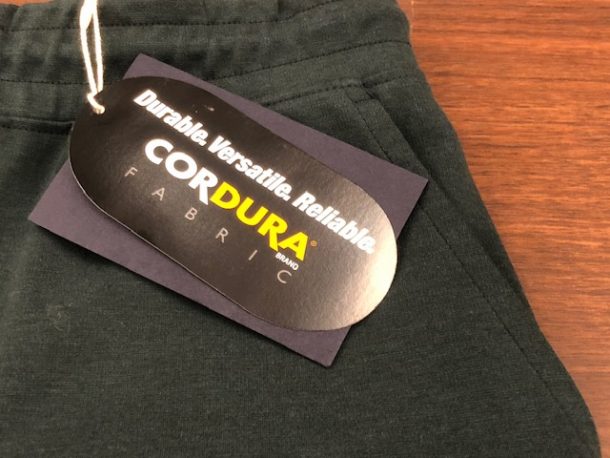 Durable. Versatile. Reliable.
CORDURA®
BRAND
FABRIC